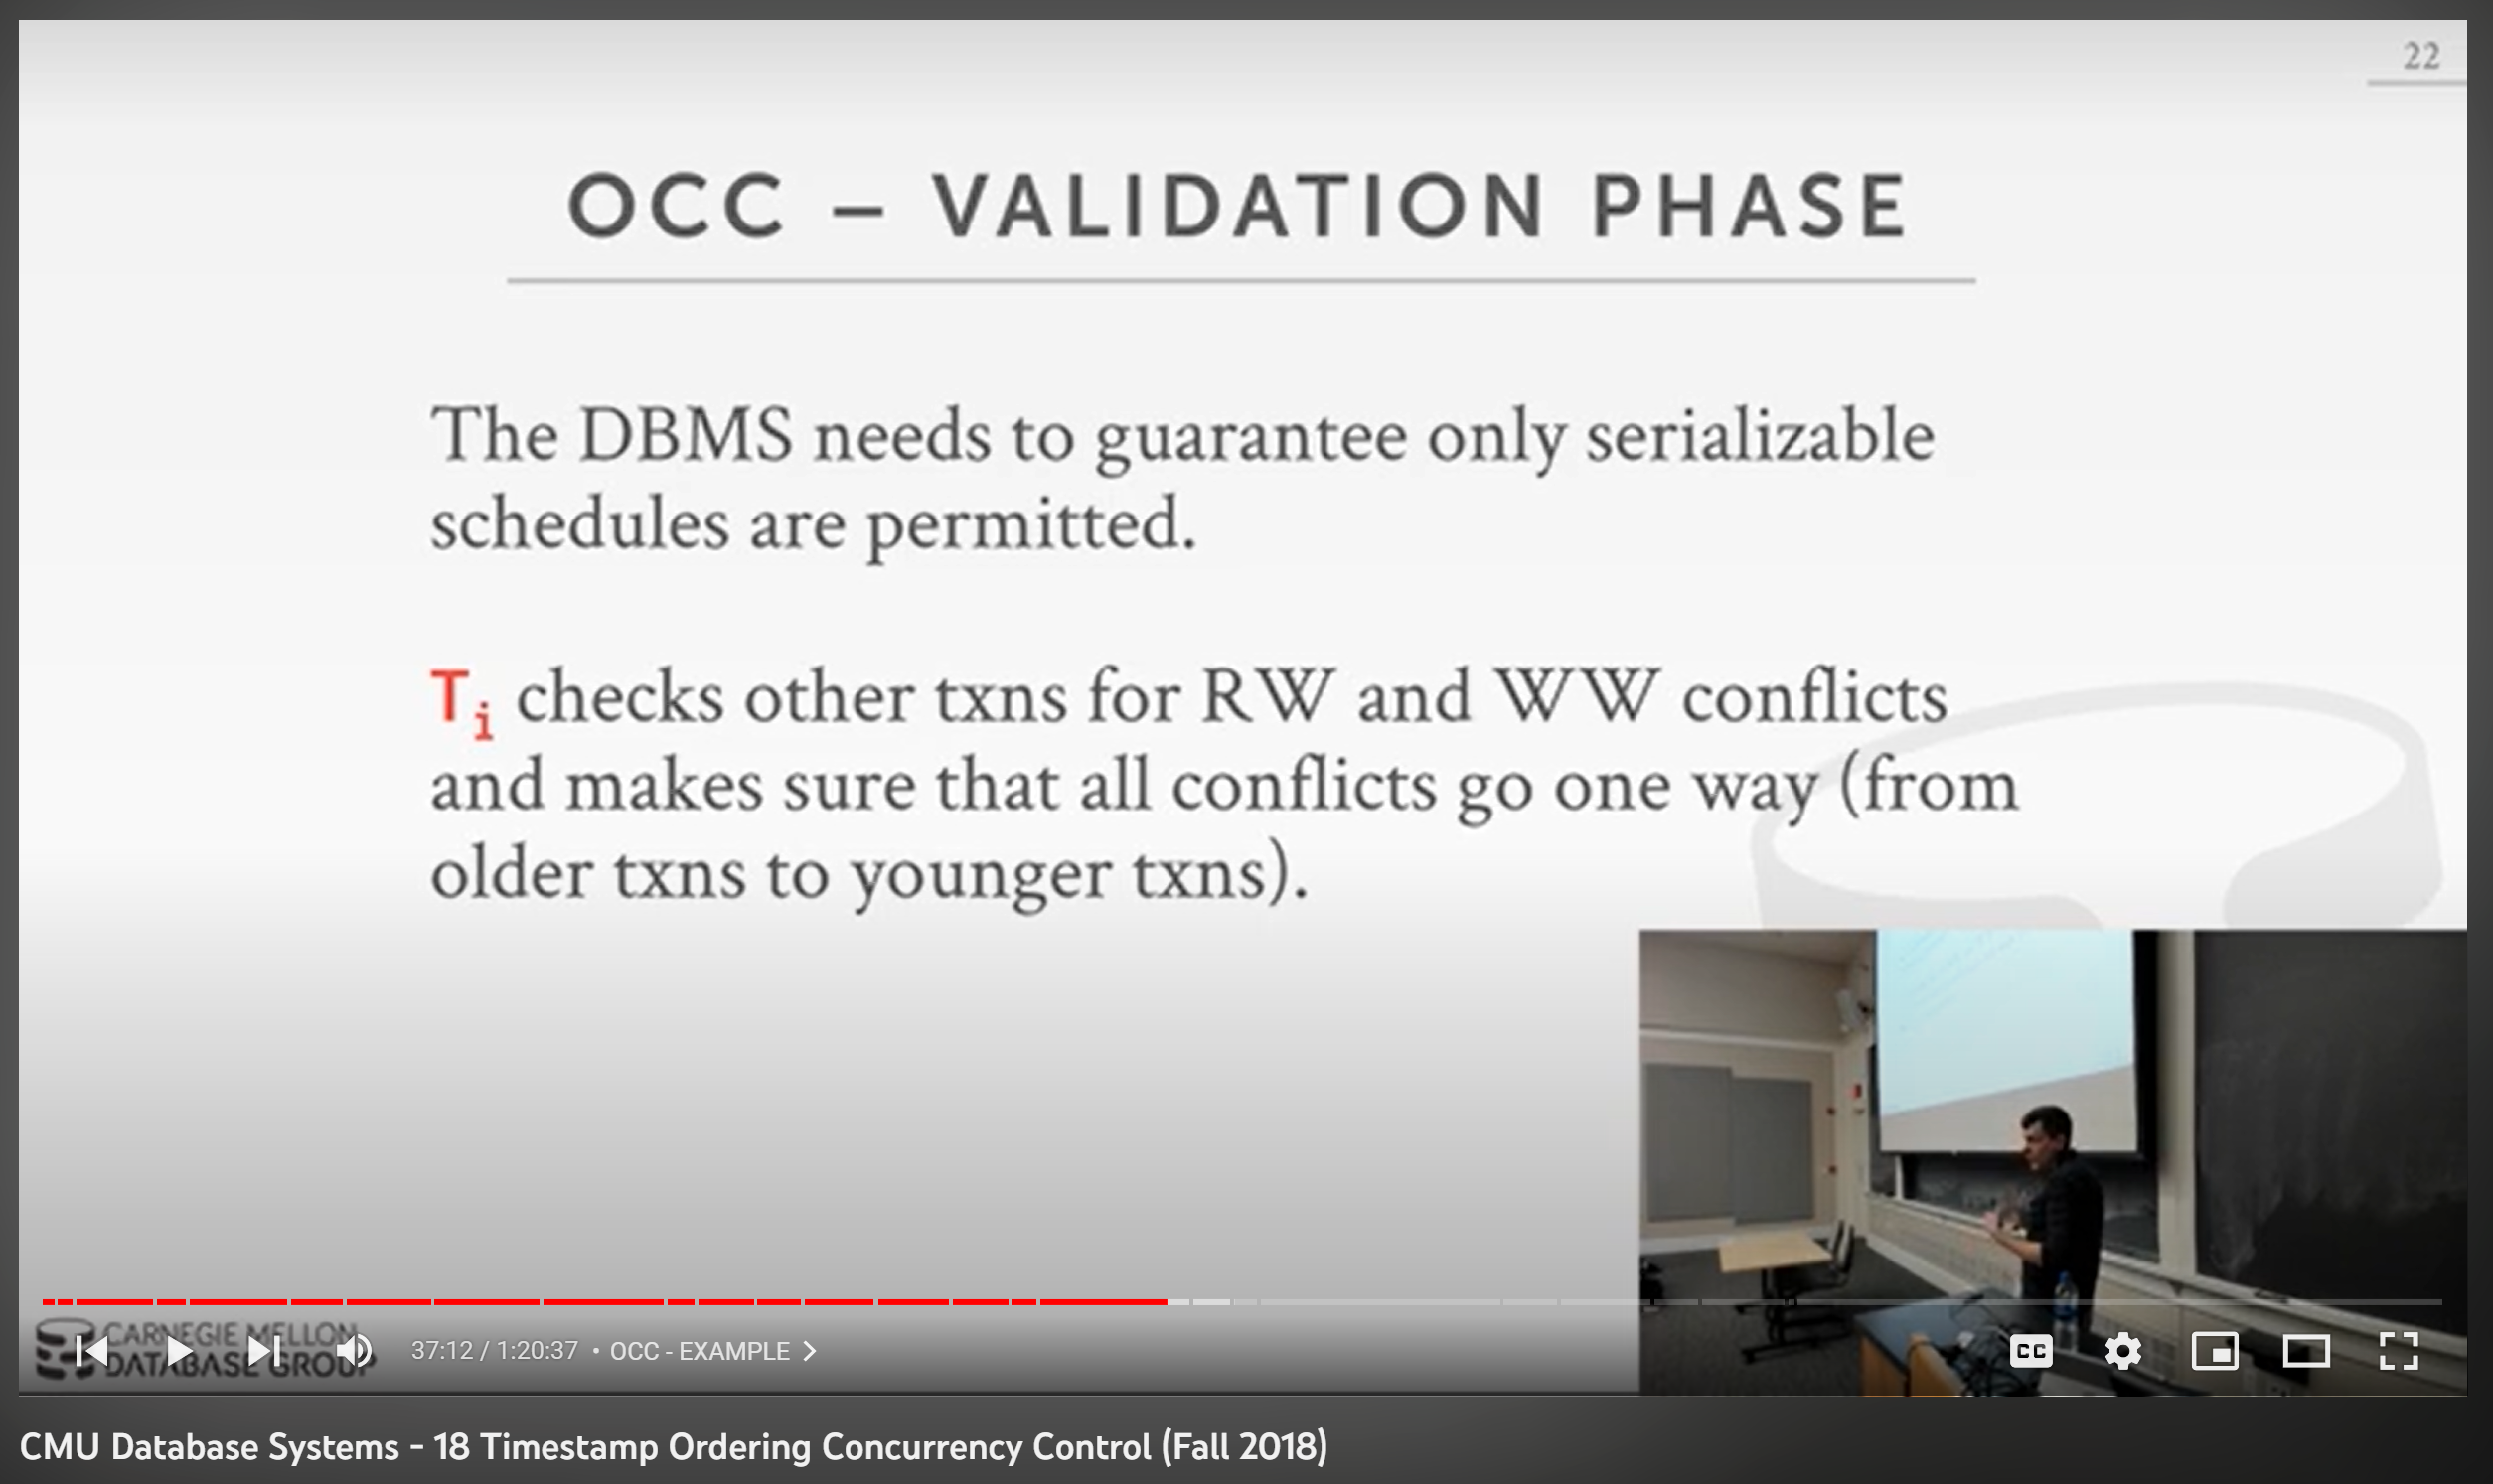 22
OCC – VALIDATION PHASE
The DBMS needs to guarantee only serializable
schedules are permitted.
Ti checks other txns for RW and WW conflicts
and makes sure that all conflicts go one way (from
older txns to younger txns).
CARNEGIE MELLON
DATABASE GROUP
37:12 / 1:20:37 • OCC - EXAMPLE
CC
CMU Database Systems - 18 Timestamp Ordering Concurrency Control (Fall 2018)